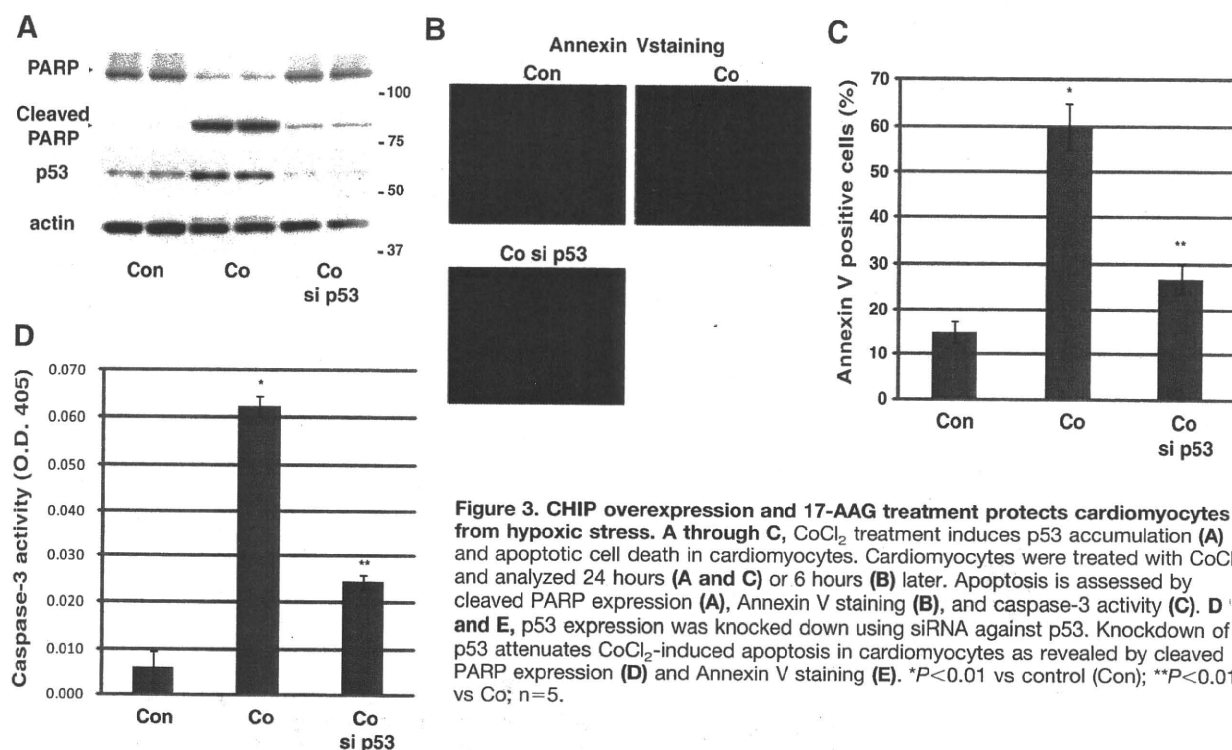 A
PARP
Cleaved
PARP
p53
actin
- 100
- 75
- 50
- 37
Con Co Co
si p53
B
Annexin Vstaining
Con Co
Co si p53
C
Annexin V positive cells (%)
70
60
50
40
30
20
10
0
* **
Con Co Co
si p53
D
Caspase-3 activity (O.D. 405)
0.070
0.060
0.050
0.040
0.030
0.020
0.010
0.000
* **
Con Co Co
si p53
Figure 3. CHIP overexpression and 17-AAG treatment protects cardiomyocytes
from hypoxic stress. A through C, CoCl₂ treatment induces p53 accumulation (A)
and apoptotic cell death in cardiomyocytes. Cardiomyocytes were treated with CoCl
and analyzed 24 hours (A and C) or 6 hours (B) later. Apoptosis is assessed by
cleaved PARP expression (A), Annexin V staining (B), and caspase-3 activity (C). D
and E, p53 expression was knocked down using siRNA against p53. Knockdown of
p53 attenuates CoCl₂-induced apoptosis in cardiomyocytes as revealed by cleaved
PARP expression (D) and Annexin V staining (E). *P<0.01 vs control (Con); **P<0.01
vs Co; n=5.